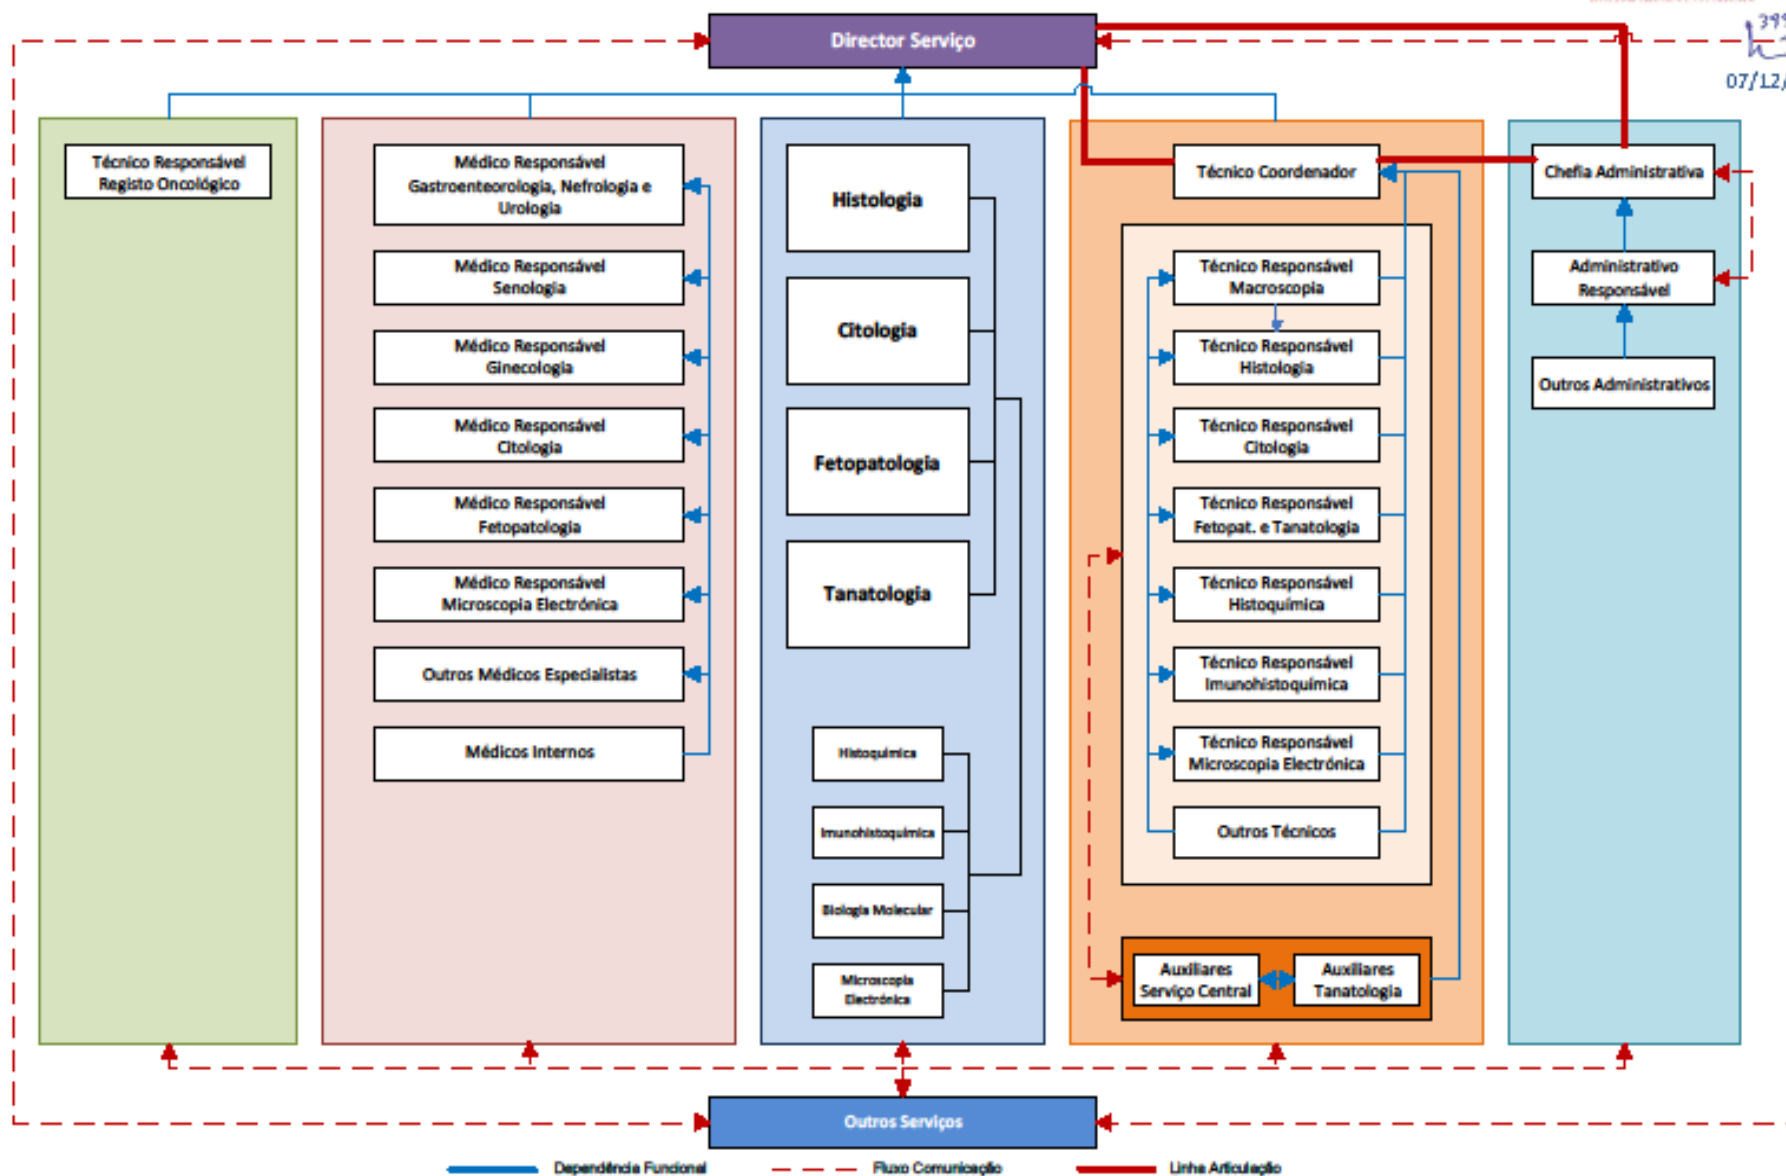 Director Serviço
07/12/
Técnico Responsável
Registo Oncológico
Médico Responsável
Gastroenteorologia, Nefrologia e
Urologia
Médico Responsável
Senologia
Médico Responsável
Ginecologia
Médico Responsável
Citologia
Médico Responsável
Fetopatologia
Médico Responsável
Microscopia Electrónica
Outros Médicos Especialistas
Médicos Internos
Histologia
Citologia
Fetopatologia
Tanatologia
Histoquímica
Imunohistoquímica
Biologia Molecular
Microscopia
Electrónica
Técnico Coordenador
Técnico Responsável
Macroscopia
Técnico Responsável
Histologia
Técnico Responsável
Citologia
Técnico Responsável
Fetopat. e Tanatologia
Técnico Responsável
Histoquímica
Técnico Responsável
Imunohistoquímica
Técnico Responsável
Microscopia Electrónica
Outros Técnicos
Auxiliares
Serviço Central
Auxiliares
Tanatologia
Chefia Administrativa
Administrativo
Responsável
Outros Administrativos
Outros Serviços
Dependência Funcional
Fluxo Comunicação
Linha Articulação